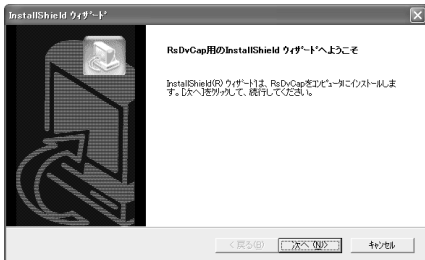 InstallShield ウィザード
RsDvCap用のInstallShield ウィザードへようこそ
InstallShield(R) ウィザードは、RsDvCapをコンピュータにインストールしま
す。[次へ]をクリックして、続行してください。
< 戻る(B)
次へ (N)>
キャンセル